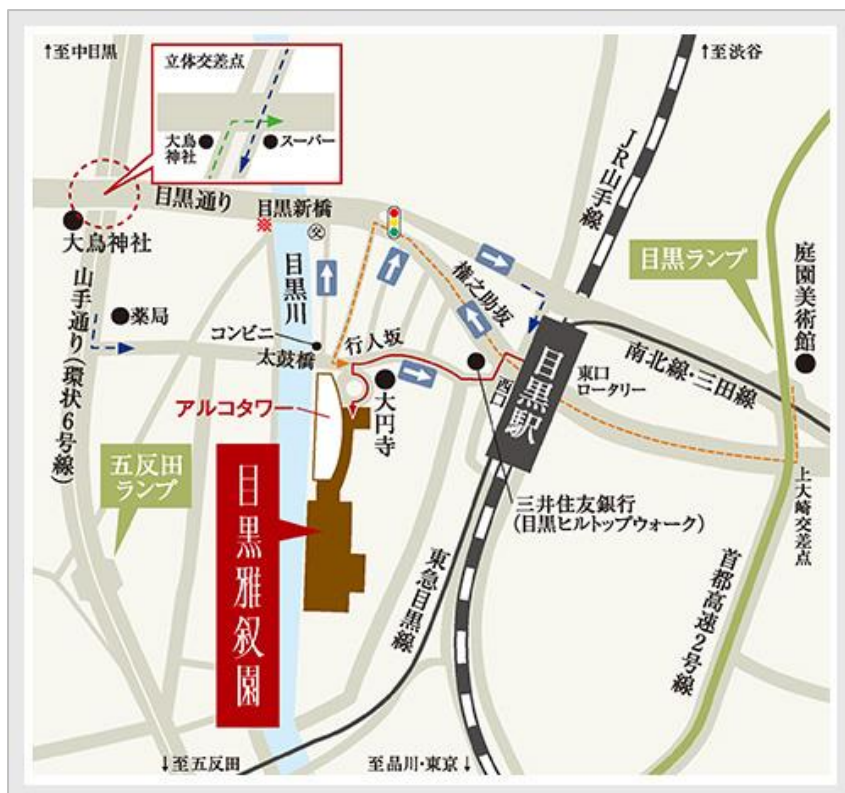 ↑至中目黒
↑至渋谷
立体交差点
大鳥
神社
スーパー
目黒通り
目黒新橋
※
交
大鳥神社
JR山手線
目黒ランプ
庭園美術館
目黒川
権之助坂
薬局
コンビニ
太鼓橋
行人坂
山手通り(環状6号線)
目黒駅
西口
東口
ロータリー
南北線・三田線
アルコタワー
大円寺
五反田
ランプ
目黒雅叙園
三井住友銀行
(目黒ヒルトップウォーク)
上大崎交差点
東急目黒線
首都高速2号線
↓至五反田
至品川・東京↓